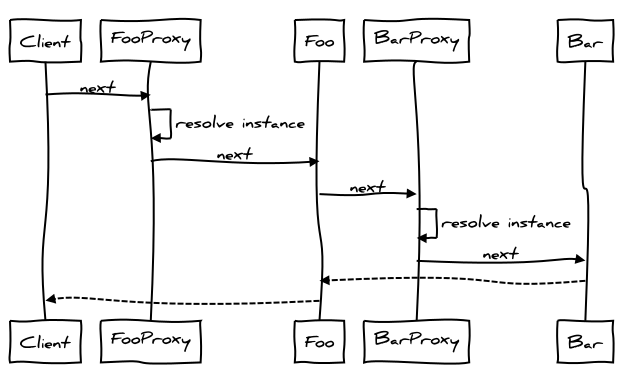 Client
FooProxy
Foo
BarProxy
Bar
next
resolve instance
next
next
resolve instance
next
Client
FooProxy
Foo
BarProxy
Bar